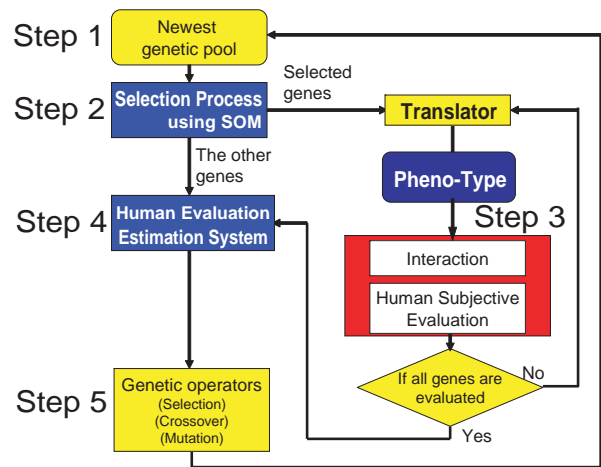 Step 1
Newest
genetic pool
Step 2
Selection Process
using SOM
Selected
genes
Translator
The other
genes
Pheno-Type
Step 3
Step 4
Human Evaluation
Estimation System
Interaction
Human Subjective
Evaluation
If all genes are
evaluated
No
Yes
Step 5
Genetic operators
(Selection)
(Crossover)
(Mutation)